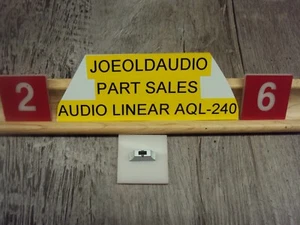 JOEOLDAUDIO
2 PART SALES 6
AUDIO LINEAR AQL-240